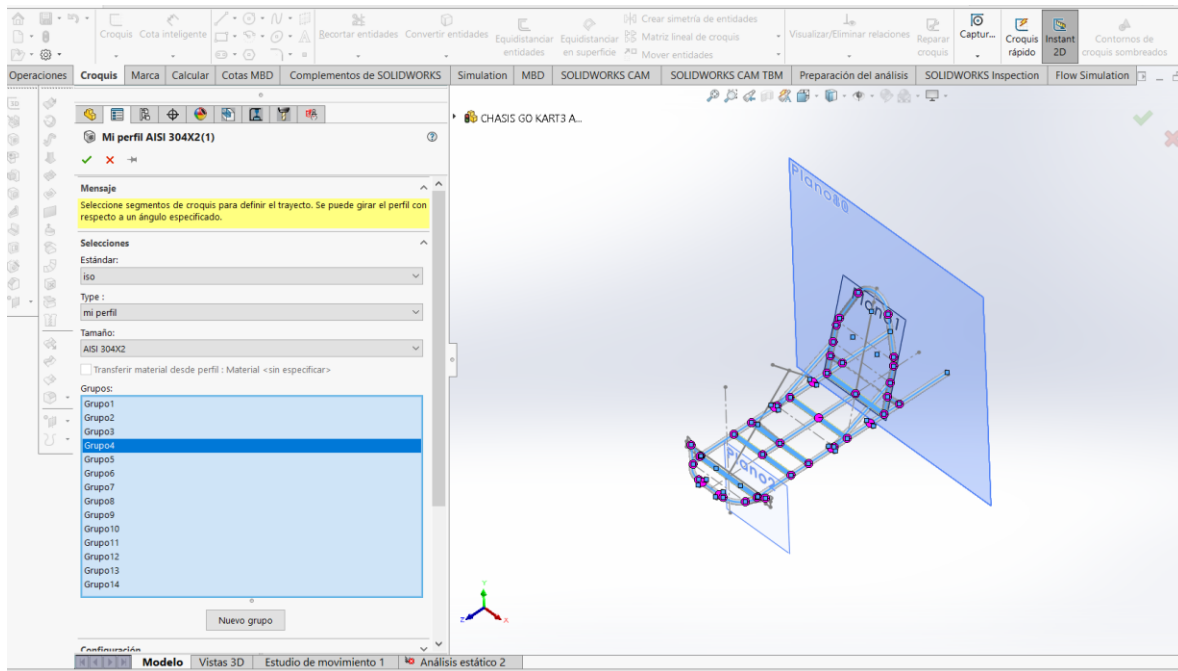 Croquis Cota inteligente
Recortar entidades Convertir entidades
Equidistanciar entidades
Equidistanciar en superficie
Crear simetría de entidades
Matriz lineal de croquis
Mover entidades
Visualizar/Eliminar relaciones
Reparar croquis
Captur...
Croquis rápido
Instant 2D
Contornos de croquis sombreados
Operaciones Croquis Marca Calcular Cotas MBD Complementos de SOLIDWORKS Simulation MBD SOLIDWORKS CAM SOLIDWORKS CAM TBM Preparación del análisis SOLIDWORKS Inspection Flow Simulation
CHASIS GO KART3 A...
Mi perfil AISI 304X2(1)
Mensaje
Seleccione segmentos de croquis para definir el trayecto. Se puede girar el perfil con
respecto a un ángulo especificado.
Selecciones
Estándar:
iso
Type :
mi perfil
Tamaño:
AISI 304X2
Transferir material desde perfil : Material <sin especificar>
Grupos:
Grupo1
Grupo2
Grupo3
Grupo4
Grupo5
Grupo6
Grupo7
Grupo8
Grupo9
Grupo10
Grupo11
Grupo12
Grupo13
Grupo14
Nuevo grupo
Configuración
Plano2
Y
Z
X
Modelo Vistas 3D Estudio de movimiento 1 Análisis estático 2